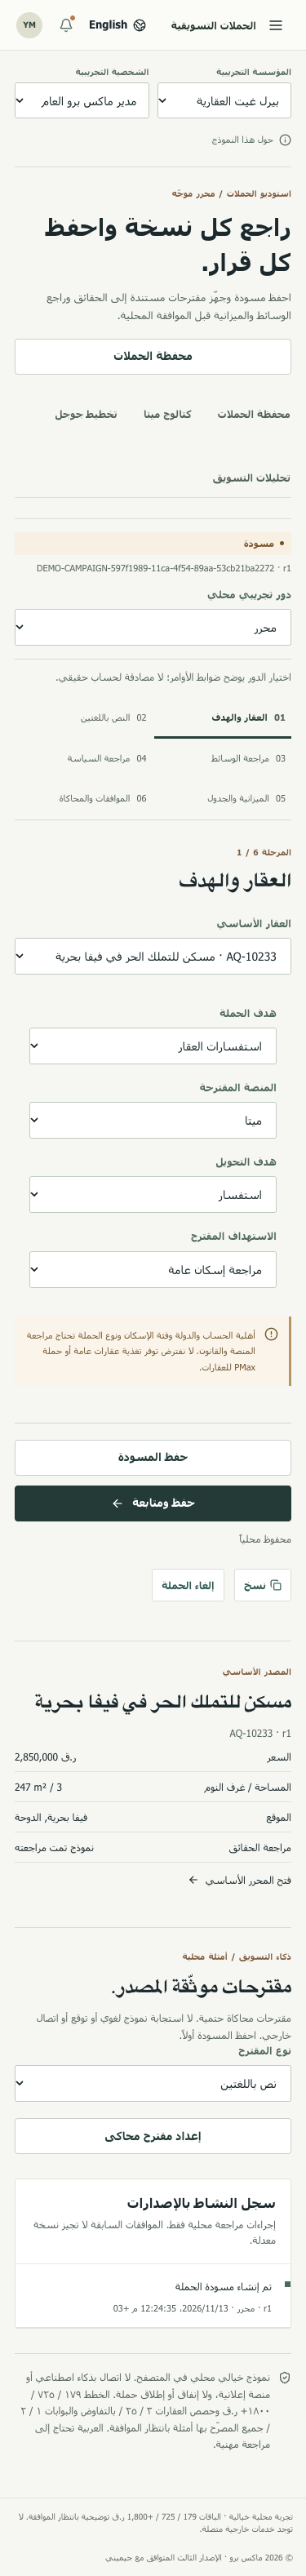 الحملات التسويقية
English
YM
المؤسسة التجريبية
الشخصية التجريبية
بيرل غيت العقارية
مدير ماكس برو العام
حول هذا النموذج
استوديو الحملات / محرر موجّه
راجع كل نسخة واحفظ
كل قرار.
احفظ مسودة وجهّز مقترحات مستندة إلى الحقائق وراجع
الوسائط والميزانية قبل الموافقة المحلية.
محفظة الحملات
محفظة الحملات
كتالوج ميتا
تخطيط جوجل
تحليلات التسويق
مسودة
DEMO-CAMPAIGN-597f1989-11ca-4f54-89aa-53cb21ba2272 · r1
دور تجريبي محلي
محرر
اختيار الدور يوضح ضوابط الأوامر؛ لا مصادقة لحساب حقيقي.
01 العقار والهدف
02 النص باللغتين
03 مراجعة الوسائط
04 مراجعة السياسة
05 الميزانية والجدول
06 الموافقات والمحاكاة
المرحلة 6 / 1
العقار والهدف
العقار الأساسي
AQ-10233 · مسكن للتملك الحر في فيفا بحرية
هدف الحملة
استفسارات العقار
المنصة المقترحة
ميتا
هدف التحويل
استفسار
الاستهداف المقترح
مراجعة إسكان عامة
أهلية الحساب والدولة وفئة الإسكان ونوع الحملة تحتاج مراجعة
المنصة والقانون. لا نفترض توفر تغذية عقارات عامة أو حملة
PMax للعقارات.
حفظ المسودة
حفظ ومتابعة
محفوظ محلياً
نسخ
إلغاء الحملة
المصدر الأساسي
مسكن للتملك الحر في فيفا بحرية
AQ-10233 · r1
السعر
ر.ق 2,850,000
المساحة / غرف النوم
247 m² / 3
الموقع
فيفا بحرية, الدوحة
مراجعة الحقائق
نموذج تمت مراجعته
فتح المحرر الأساسي
ذكاء التسويق / أمثلة محلية
مقترحات موثّقة المصدر.
مقترحات محاكاة حتمية. لا استجابة نموذج لغوي أو توقع أو اتصال
خارجي. احفظ المسودة أولاً.
نوع المقترح
نص باللغتين
إعداد مقترح محاكى
سجل النشاط بالإصدارات
إجراءات مراجعة محلية فقط. الموافقات السابقة لا تجيز نسخة
معدلة.
تم إنشاء مسودة الحملة
r1 · محرر · 2026/11/13، 12:24:35 م +03
نموذج خيالي محلي في المتصفح. لا اتصال بذكاء اصطناعي أو
منصة إعلانية، ولا إنفاق أو إطلاق حملة. الخطط ١٧٩ / ٧٢٥ /
١٨٠٠+ ر.ق وحصص العقارات ٣ / ٢٥ / بالتفاوض والبوابات ١ / ٢
/ جميع المصرّح بها أمثلة بانتظار الموافقة. العربية تحتاج إلى
مراجعة مهنية.
تجربة محلية خيالية · الباقات 179 / 725 / +1,800 ر.ق توضيحية بانتظار الموافقة. لا
توجد خدمات خارجية متصلة.
© 2026 ماكس برو · الإصدار الثالث المتوافق مع جيميني